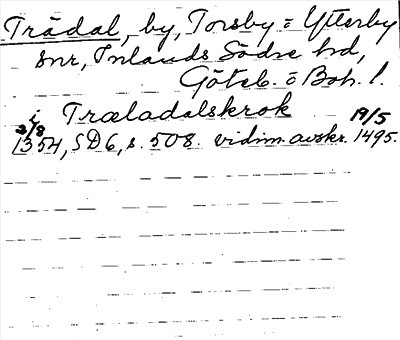 Trädal, by, Torsby o Ytterby
snr, Inlands Södre hd,
Göteb. o Boh. l.
i Træladalskrok 19/5
3/8 1354, SD6, s. 508. vidim. avskr. 1495.